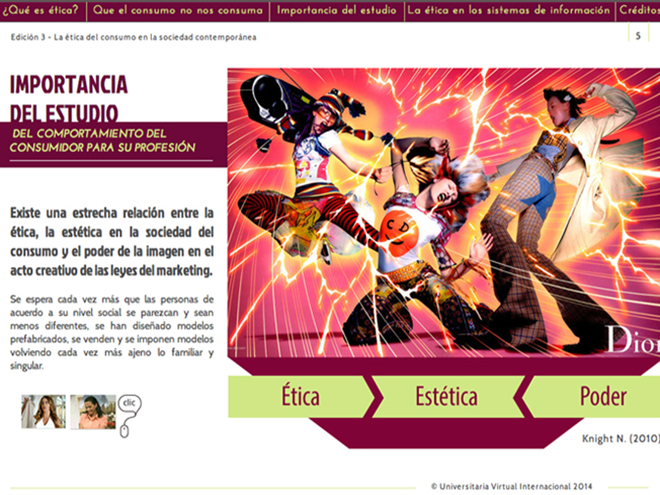 ¿Qué es ética?
Que el consumo no nos consuma
Importancia del estudio
La ética en los sistemas de información
Créditos
Edición 3 - La ética del consumo en la sociedad contemporánea
5
IMPORTANCIA
DEL ESTUDIO
DEL COMPORTAMIENTO DEL
CONSUMIDOR PARA SU PROFESIÓN
Existe una estrecha relación entre la
ética, la estética en la sociedad del
consumo y el poder de la imagen en el
acto creativo de las leyes del marketing.
Se espera cada vez más que las personas de
acuerdo a su nivel social se parezcan y sean
menos diferentes, se han diseñado modelos
prefabricados, se venden y se imponen modelos
volviendo cada vez más ajeno lo familiar y
singular.
clic
Dior
Ética
Estética
Poder
Knight N. (2010)
© Universitaria Virtual Internacional 2014